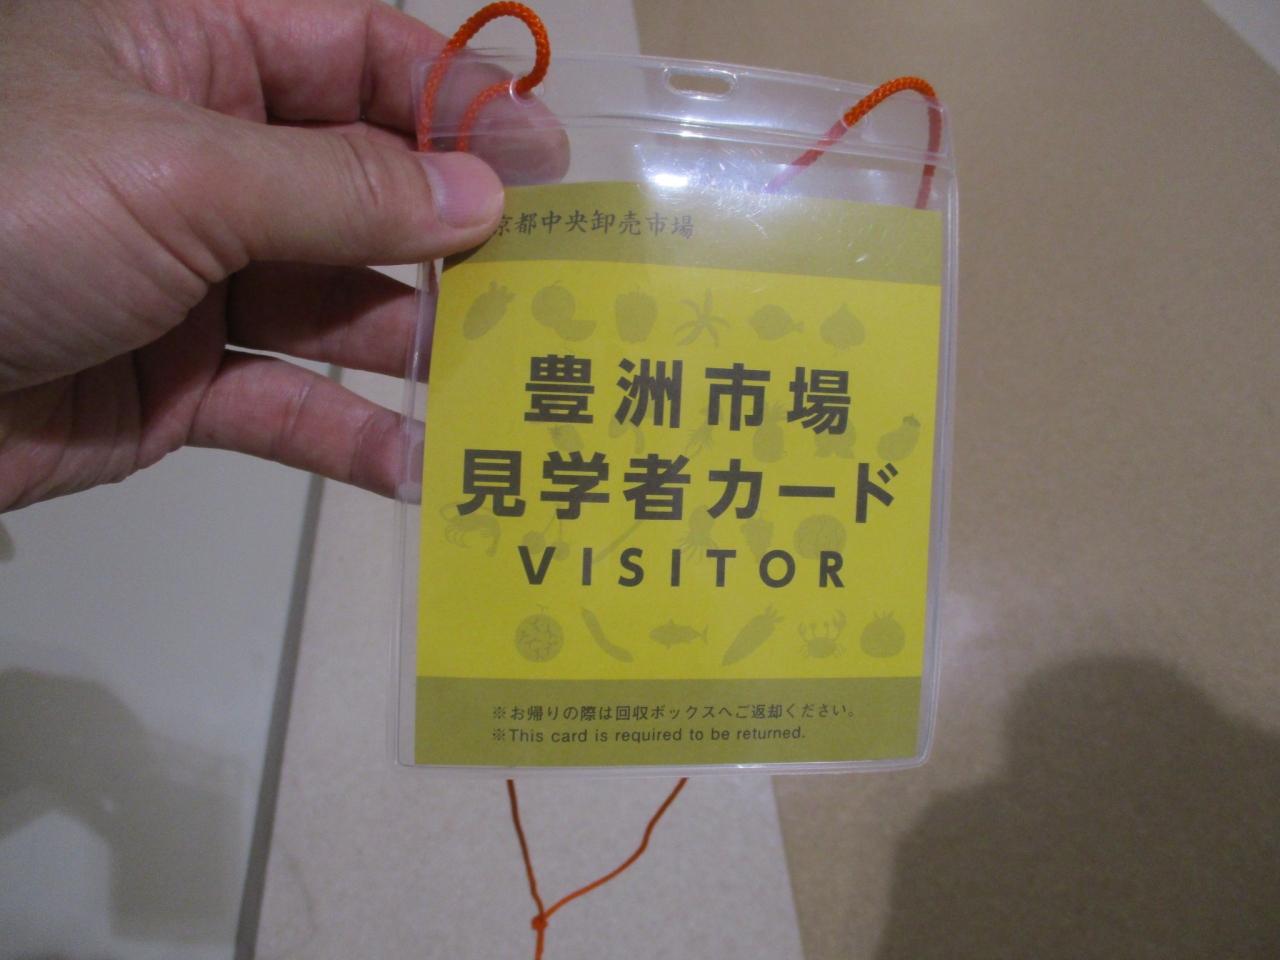 京都中央卸売市場
豊洲市場
見学者カード
VISITOR
※お帰りの際は回収ボックスへご返却ください。
※This card is required to be returned.